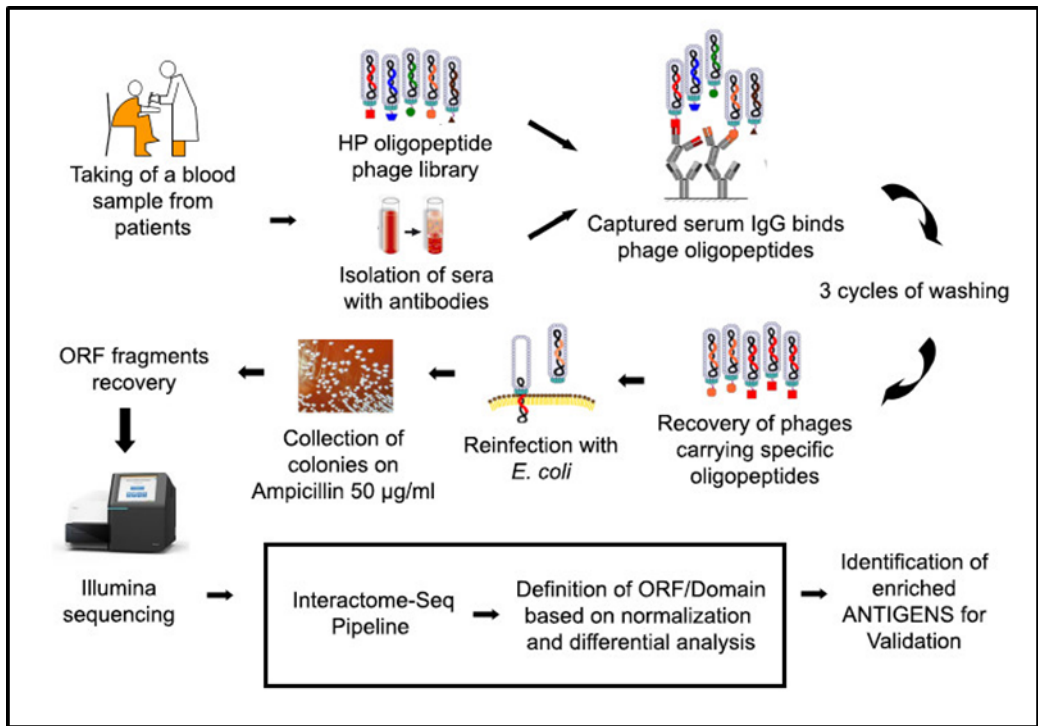 Taking of a blood
sample from
patients
HP oligopeptide
phage library
Isolation of sera
with antibodies
Captured serum IgG binds
phage oligopeptides
3 cycles of washing
Recovery of phages
carrying specific
oligopeptides
Reinfection with
E. coli
Collection of
colonies on
Ampicillin 50 µg/ml
ORF fragments
recovery
Illumina
sequencing
Interactome-Seq
Pipeline
Definition of ORF/Domain
based on normalization
and differential analysis
Identification of
enriched
ANTIGENS for
Validation